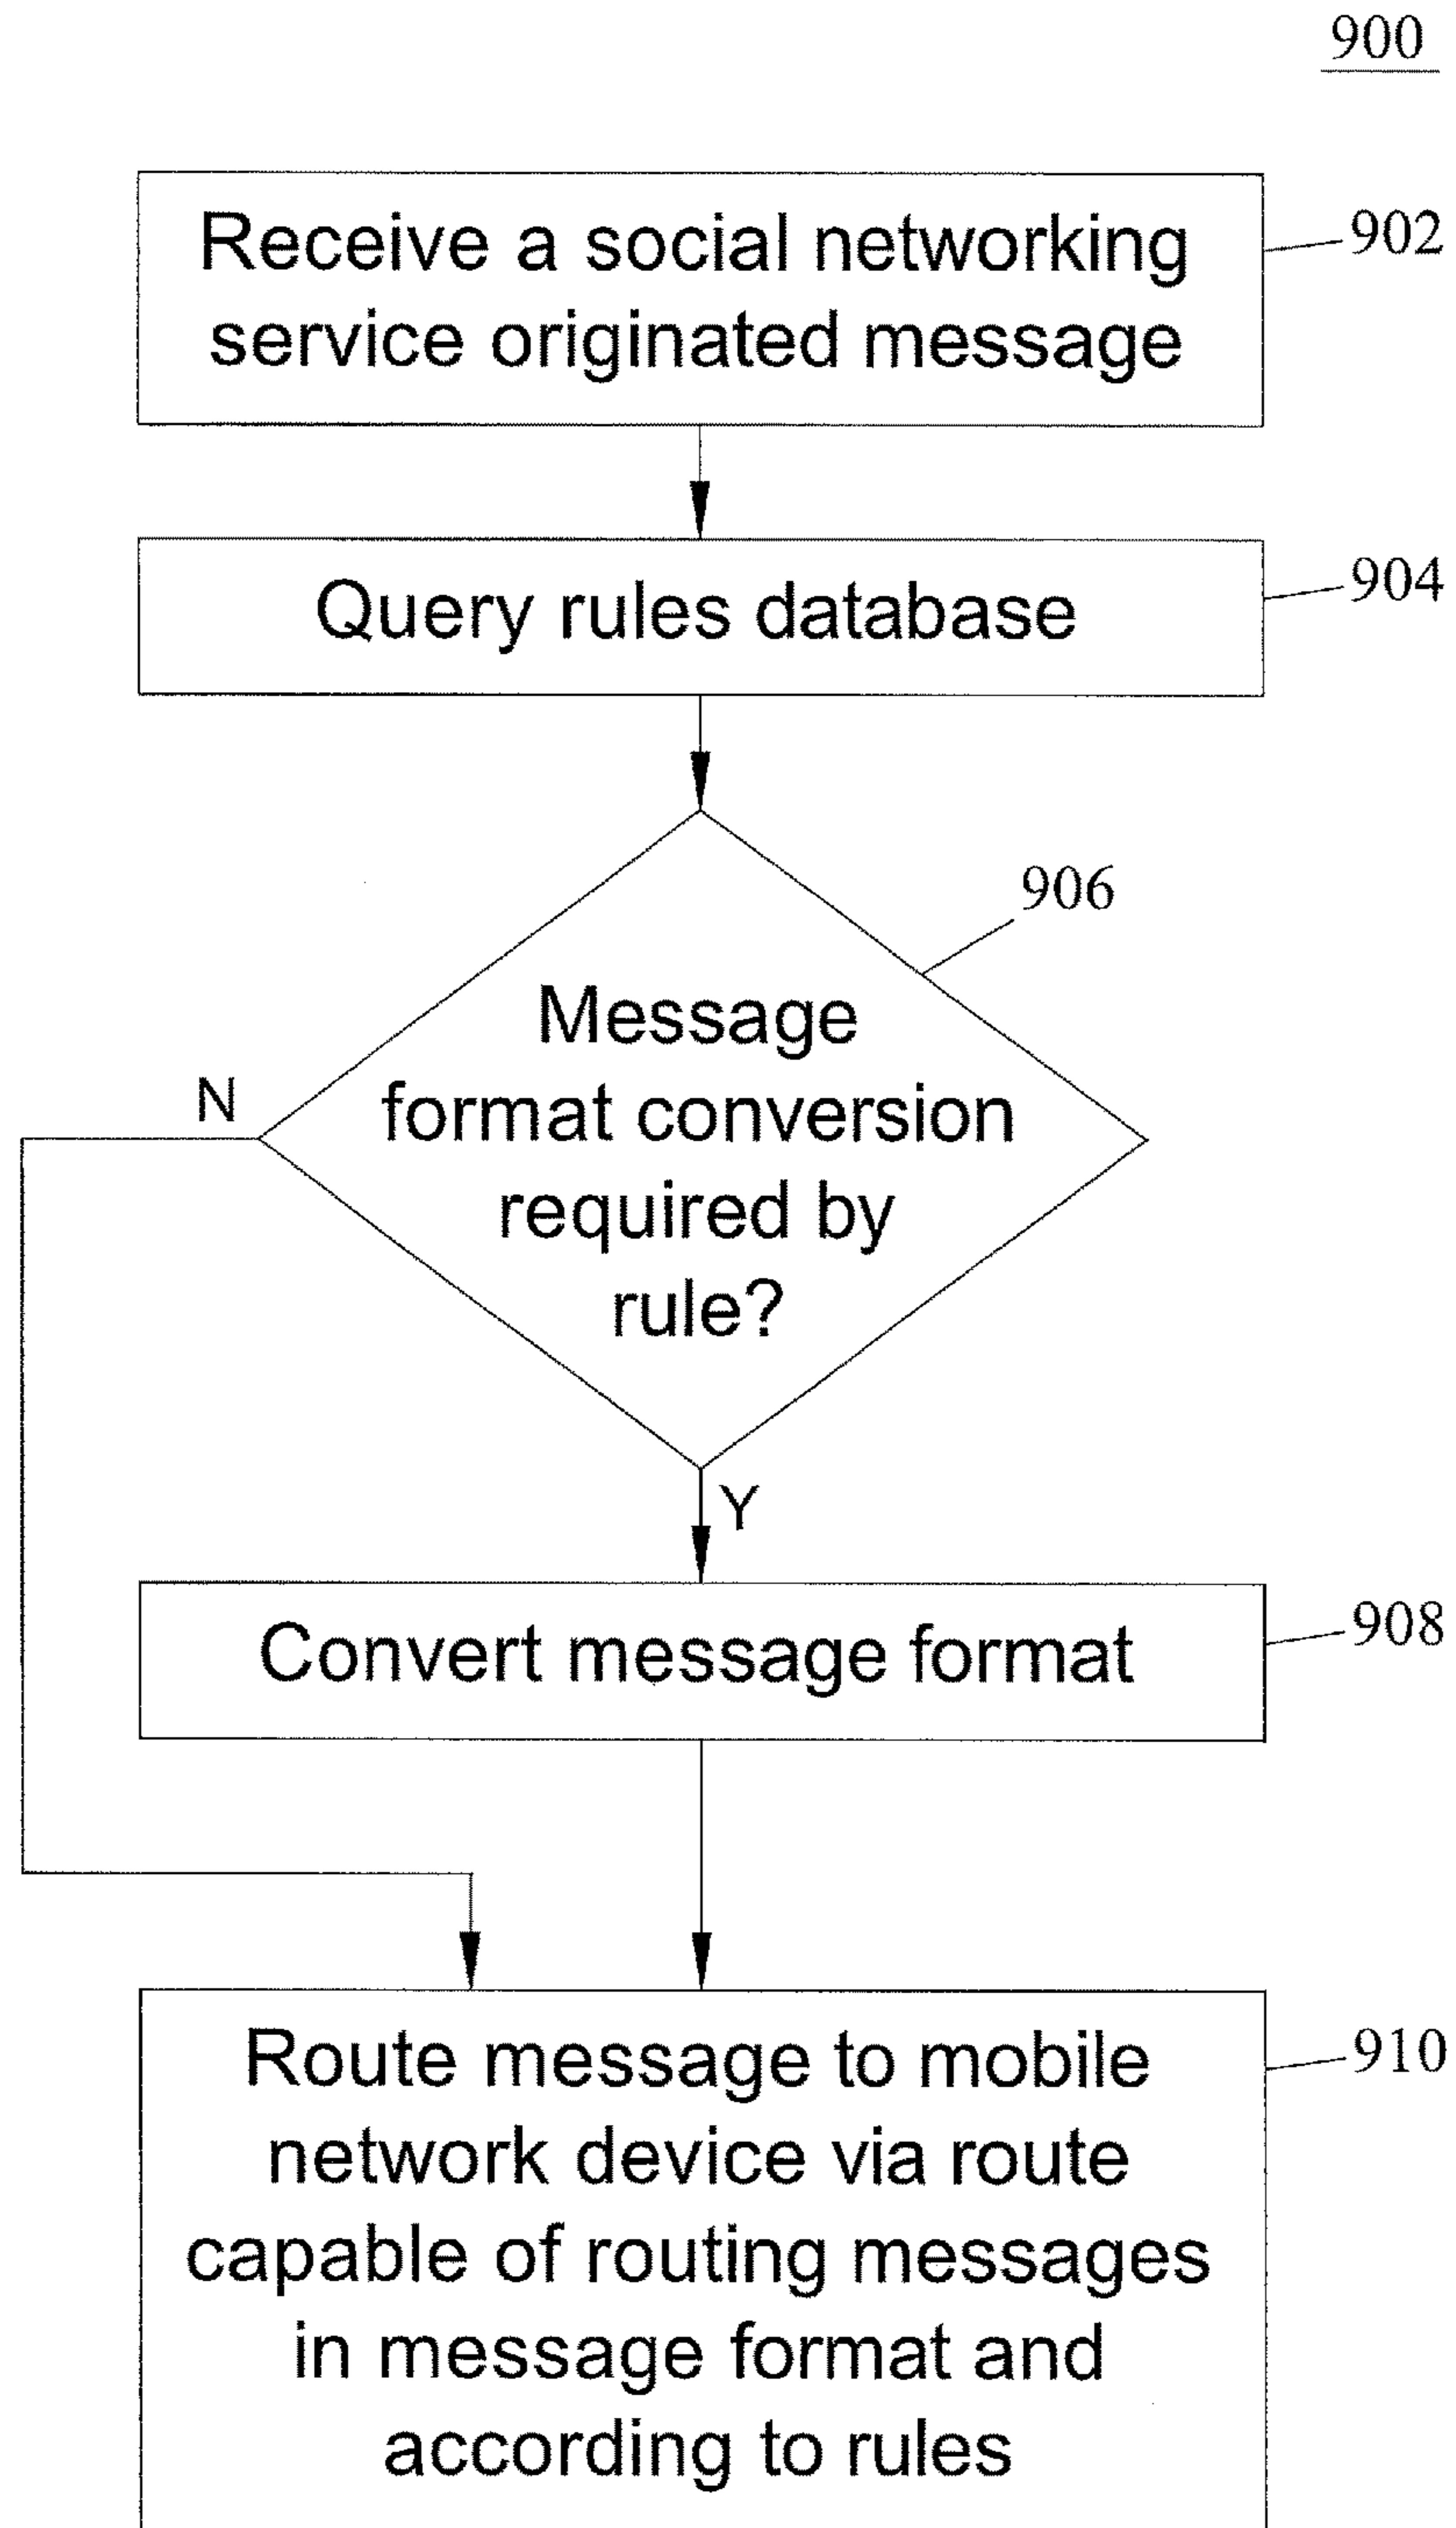 900
Receive a social networking
service originated message
902
Query rules database
904
906
Message
format conversion
required by
rule?
N
Y
Convert message format
908
Route message to mobile
network device via route
capable of routing messages
in message format and
according to rules
910